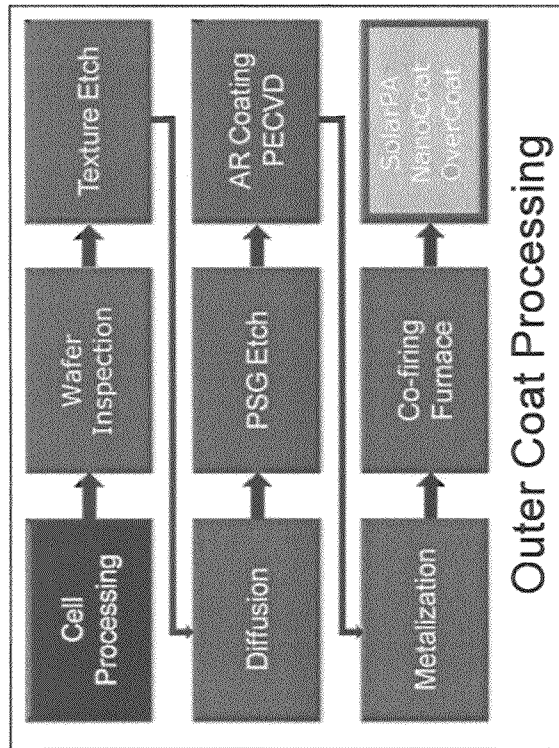 Cell
Processing
Wafer
Inspection
Texture Etch
Diffusion
PSG Etch
AR Coating
PECVD
Metalization
Co-firing
Furnace
SolarPA
NanoCoat
OverCoat
Outer Coat Processing